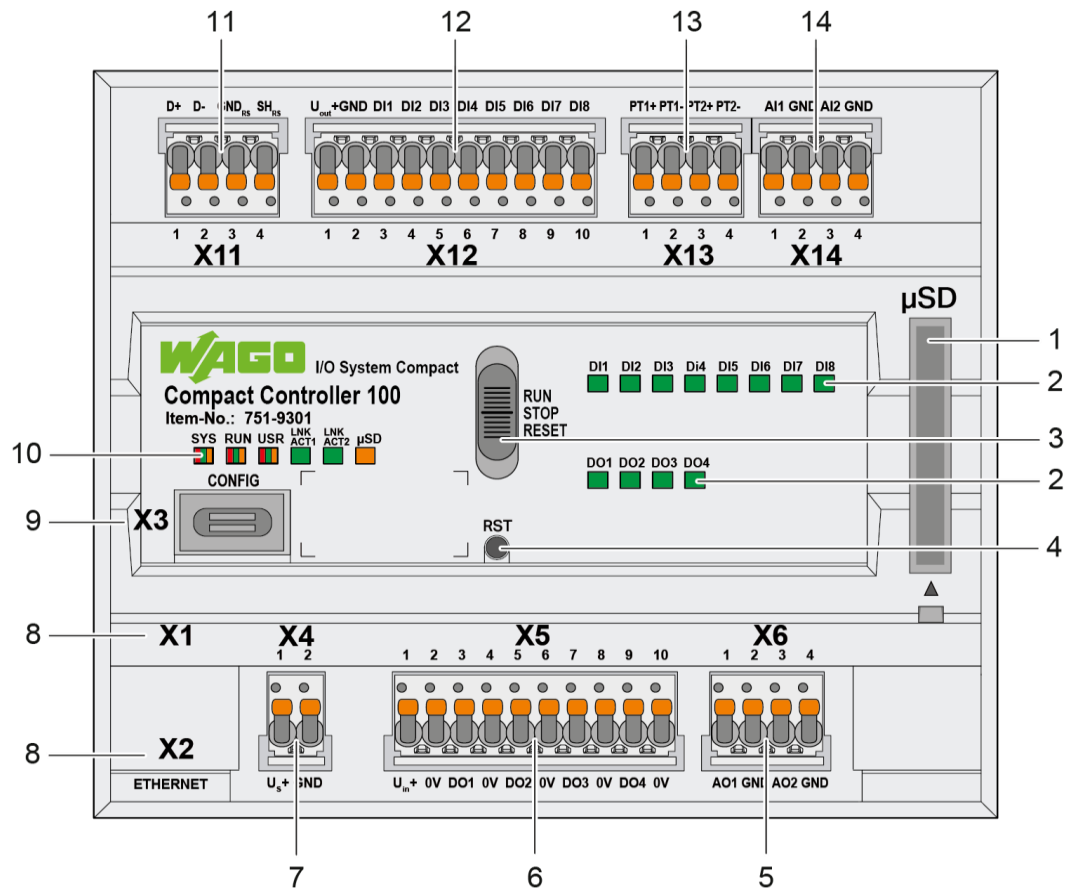 11 12 13 14
D+ D- GND RS SH RS U out + GND DI1 DI2 DI3 DI4 DI5 DI6 DI7 DI8 PT1+ PT1- PT2+ PT2- AI1 GND AI2 GND
1 2 3 4 1 2 3 4 5 6 7 8 9 10 1 2 3 4 1 2 3 4
X11 X12 X13 X14
µSD
1
WAGO I/O System Compact
Compact Controller 100
Item-No.: 751-9301
DI1 DI2 DI3 Di4 DI5 DI6 DI7 DI8
2
RUN
STOP
RESET
3
SYS RUN USR LNK ACT1 LNK ACT2 µSD
10
DO1 DO2 DO3 DO4
2
CONFIG
9 X3
RST
4
8 X1 X4 X5 X6
1 2 1 2 3 4 5 6 7 8 9 10 1 2 3 4
8 X2
ETHERNET Us+ GND Uin+ 0V DO1 0V DO2 0V DO3 0V DO4 0V AO1 GND AO2 GND
7 6 5